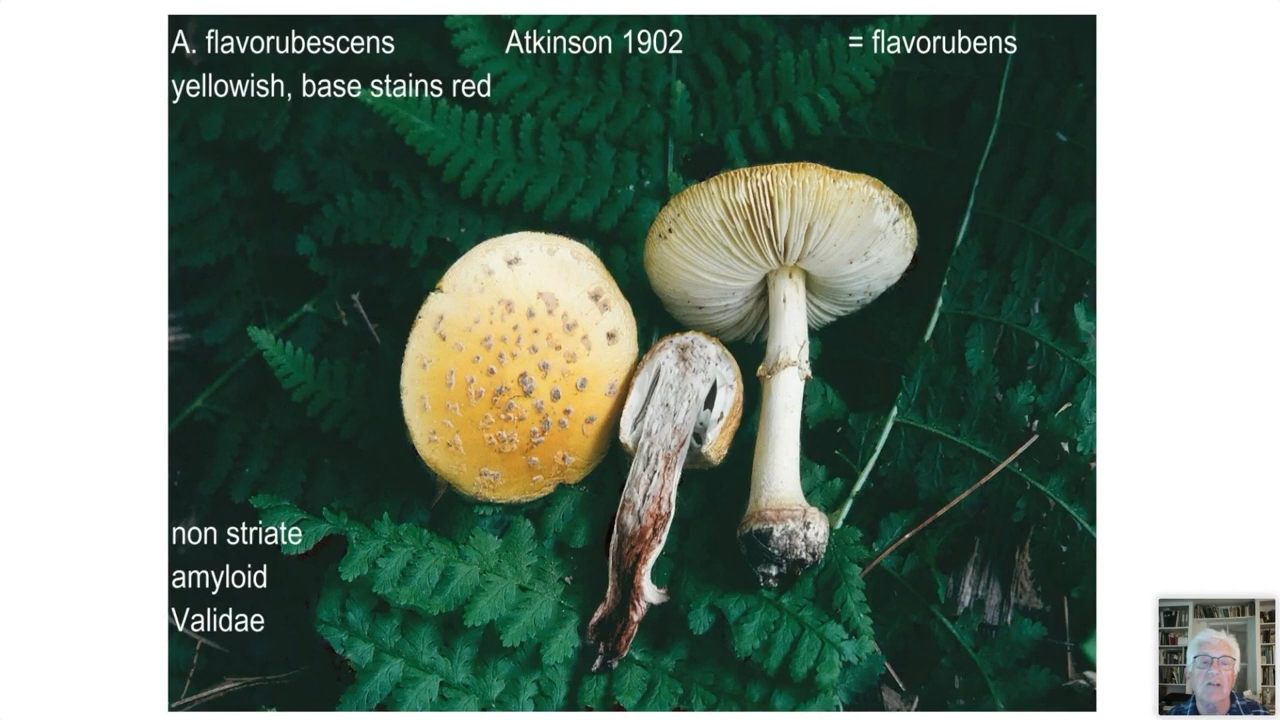 A. flavorubescens Atkinson 1902 = flavorubens
yellowish, base stains red
non striate
amyloid
Validae